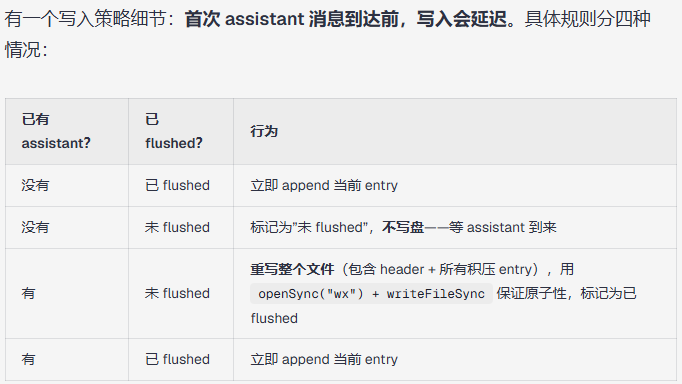 有一个写入策略细节：首次 assistant 消息到达前，写入会延迟。具体规则分四种
情况：
已有
assistant？
已
flushed？
行为
没有
已 flushed
立即 append 当前 entry
没有
未 flushed
标记为"未 flushed"，不写盘——等 assistant 到来
有
未 flushed
重写整个文件（包含 header + 所有积压 entry），用
openSync("wx") + writeFileSync 保证原子性，标记为已
flushed
有
已 flushed
立即 append 当前 entry